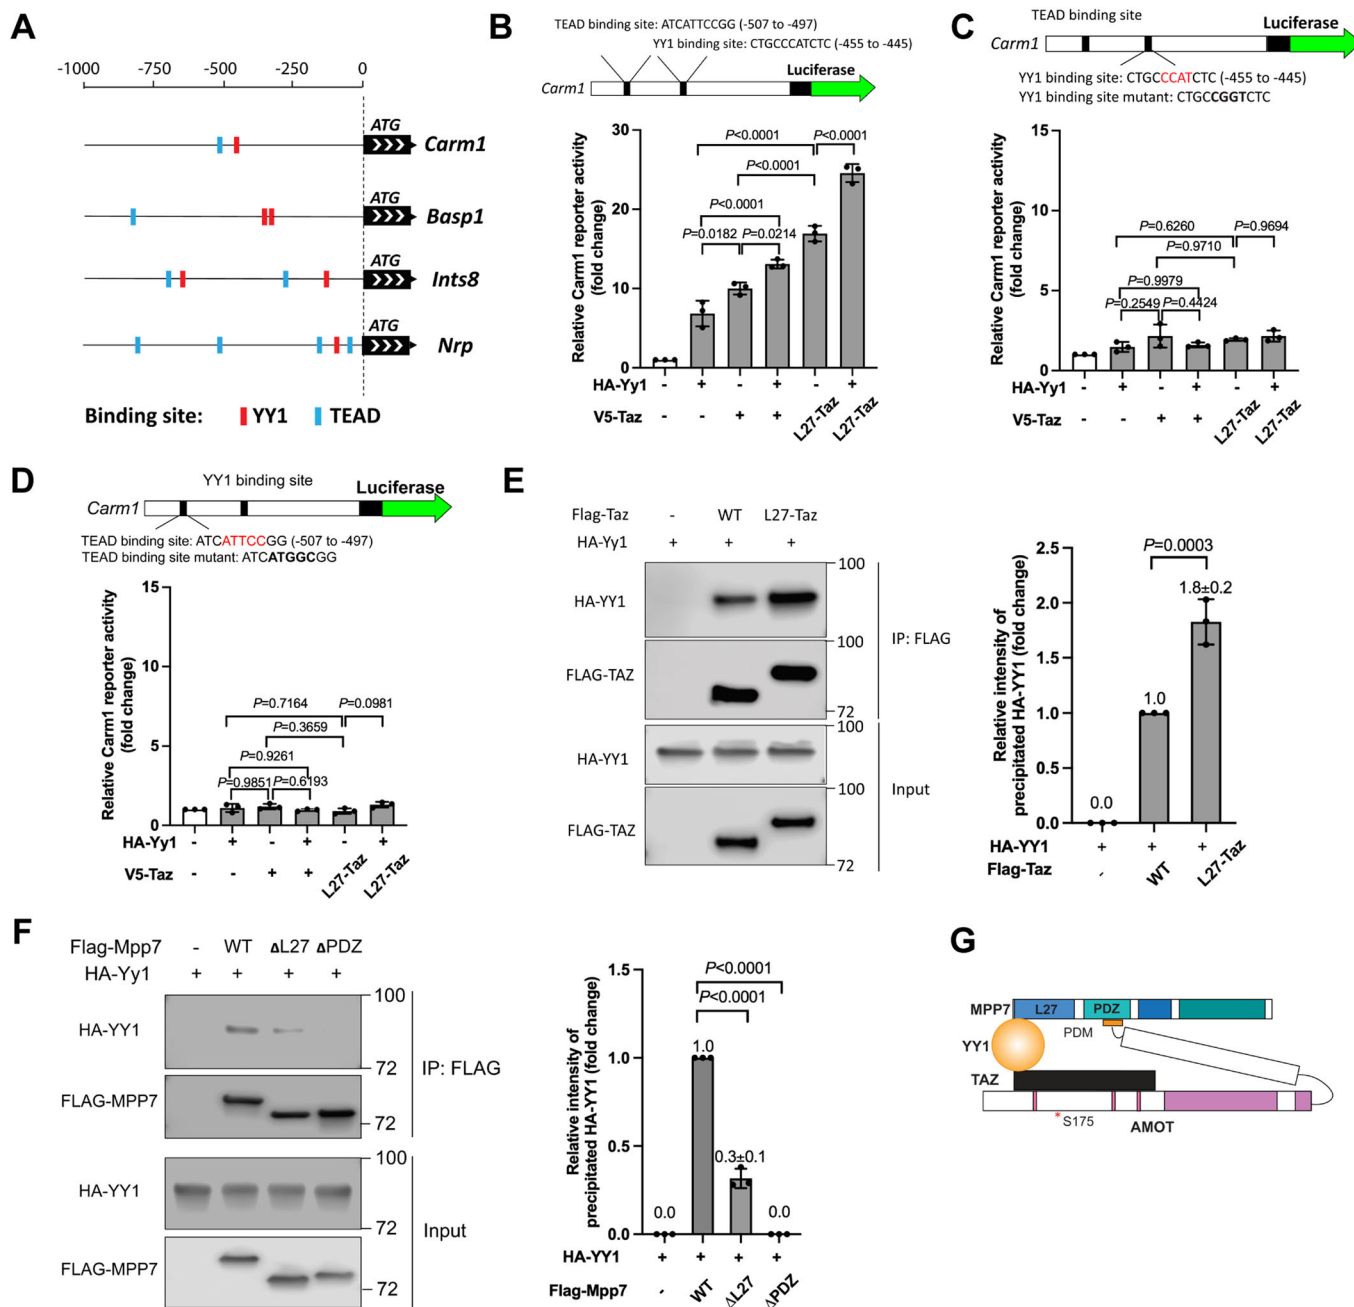 A
-1000 -750 -500 -250 0
ATG
Carm1
ATG
Basp1
ATG
Ints8
ATG
Nrp
Binding site: YY1 TEAD
B
TEAD binding site: ATCATTCCGG (-507 to -497)
YY1 binding site: CTGCCCATCTC (-455 to -445)
Luciferase
Carm1
Relative Carm1 reporter activity
(fold change)
30
20
10
0
P<0.0001 P<0.0001
P<0.0001
P<0.0001
P=0.0182 P=0.0214
HA-Yy1 - + - + - +
V5-Taz - - + + L27-Taz L27-Taz
C
TEAD binding site
Luciferase
Carm1
YY1 binding site: CTGCCCATCTC (-455 to -445)
YY1 binding site mutant: CTGCCGGTCTC
Relative Carm1 reporter activity
(fold change)
15
10
5
0
P=0.6260 P=0.9694
P=0.9710
P=0.9979
P=0.2549 P=0.4424
HA-Yy1 - + - + - +
V5-Taz - - + + L27-Taz L27-Taz
D
YY1 binding site
Luciferase
Carm1
TEAD binding site: ATCATTCCGG (-507 to -497)
TEAD binding site mutant: ATCATGGCGG
Relative Carm1 reporter activity
(fold change)
15
10
5
0
P=0.7164 P=0.0981
P=0.3659
P=0.9261
P=0.9851 P=0.6193
HA-Yy1 - + - + - +
V5-Taz - - + + L27-Taz L27-Taz
E
Flag-Taz - WT L27-Taz
HA-Yy1 + + +
100
HA-YY1
100
FLAG-TAZ
72
IP: FLAG
100
HA-YY1
100
FLAG-TAZ
72
Input
Relative intensity of
precipitated HA-YY1 (fold change)
2.5
2.0
1.5
1.0
0.5
0.0
P=0.0003
1.8±0.2
1.0
0.0
HA-YY1 + + +
Flag-Taz - WT L27-Taz
F
Flag-Mpp7 - WT ΔL27 ΔPDZ
HA-Yy1 + + + +
100
HA-YY1
72
FLAG-MPP7
72
IP: FLAG
100
HA-YY1
72
FLAG-MPP7
72
Input
Relative intensity of
precipitated HA-YY1 (fold change)
1.5
1.0
0.5
0.0
P<0.0001
P<0.0001
1.0
0.3±0.1
0.0
0.0
HA-YY1 + + + +
Flag-Mpp7 - WT ΔL27 ΔPDZ
G
MPP7 L27 PDZ
PDM
YY1
TAZ
*S175
AMOT